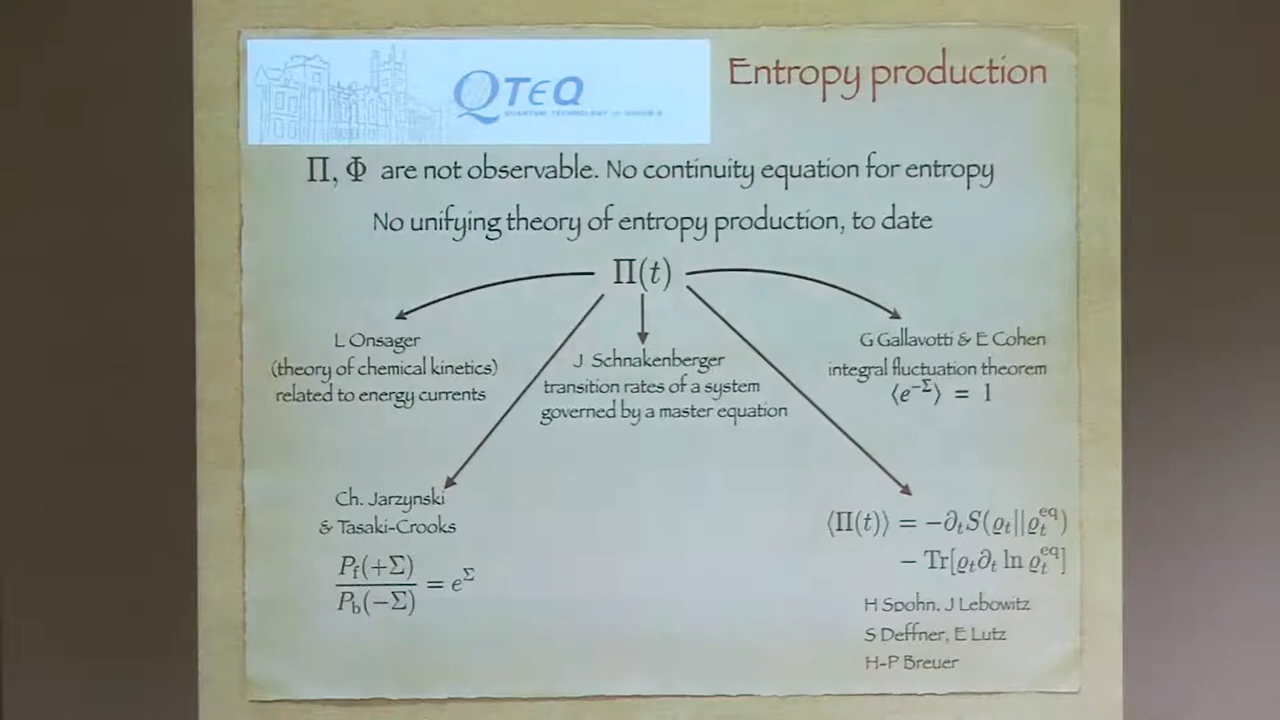 QTEQ
QUANTUM TECHNOLOGY AT QUEEN'S
Entropy production
Π, Φ are not observable. No continuity equation for entropy
No unifying theory of entropy production, to date
Π(t)
L Onsager
(theory of chemical kinetics)
related to energy currents
J Schnakenberger
transition rates of a system
governed by a master equation
G Gallavotti & E Cohen
integral fluctuation theorem
⟨e^{-Σ}⟩ = 1
Ch. Jarzynski
& Tasaki-Crooks
P_f(+Σ)/P_b(−Σ) = e^Σ
⟨Π(t)⟩ = −∂_t S(ϱ_t||ϱ_t^{eq})
− Tr[ϱ_t ∂_t ln ϱ_t^{eq}]
H Spohn, J Lebowitz
S Deffner, E Lutz
H-P Breuer